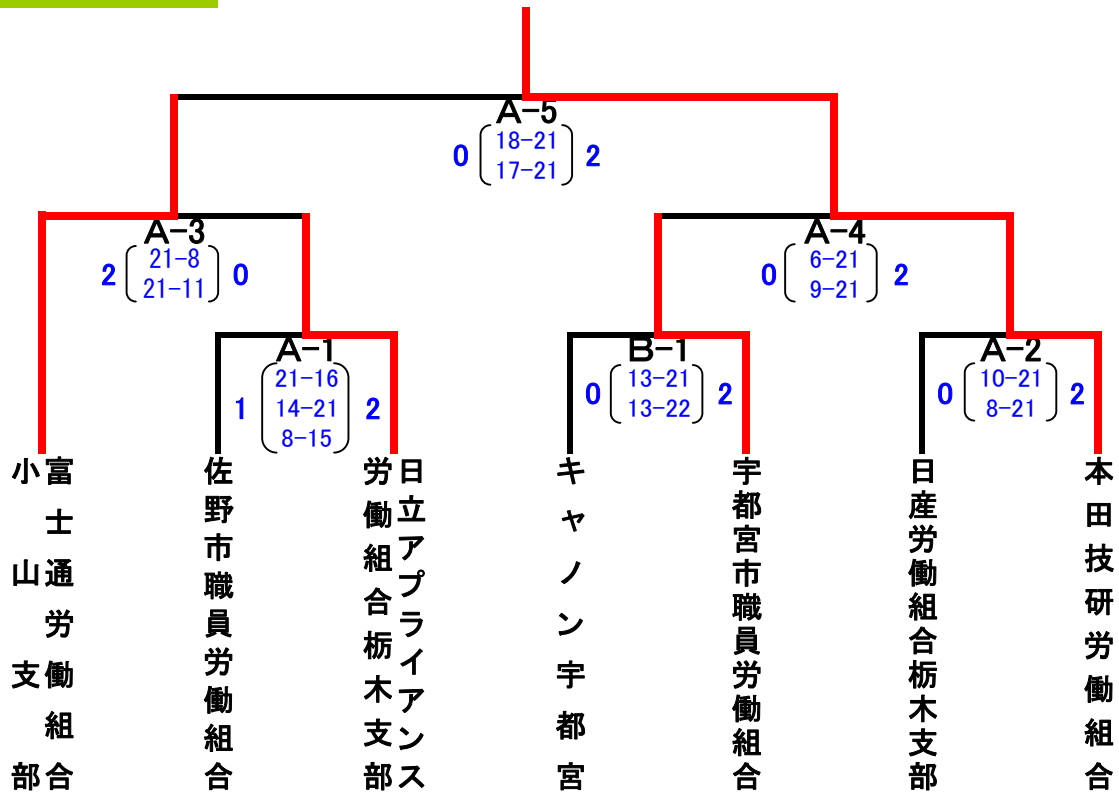 A-5
0 18-21 2
17-21
A-3
2 21-8 0
21-11
A-4
0 6-21 2
9-21
A-1
21-16
1 14-21 2
8-15
B-1
0 13-21 2
13-22
A-2
0 10-21 2
8-21
富士通労働組合
小山支部
佐野市職員労働組合
日立アプライアンス
労働組合栃木支部
キャノン宇都宮
宇都宮市職員労働組合
日産労働組合栃木支部
本田技研労働組合